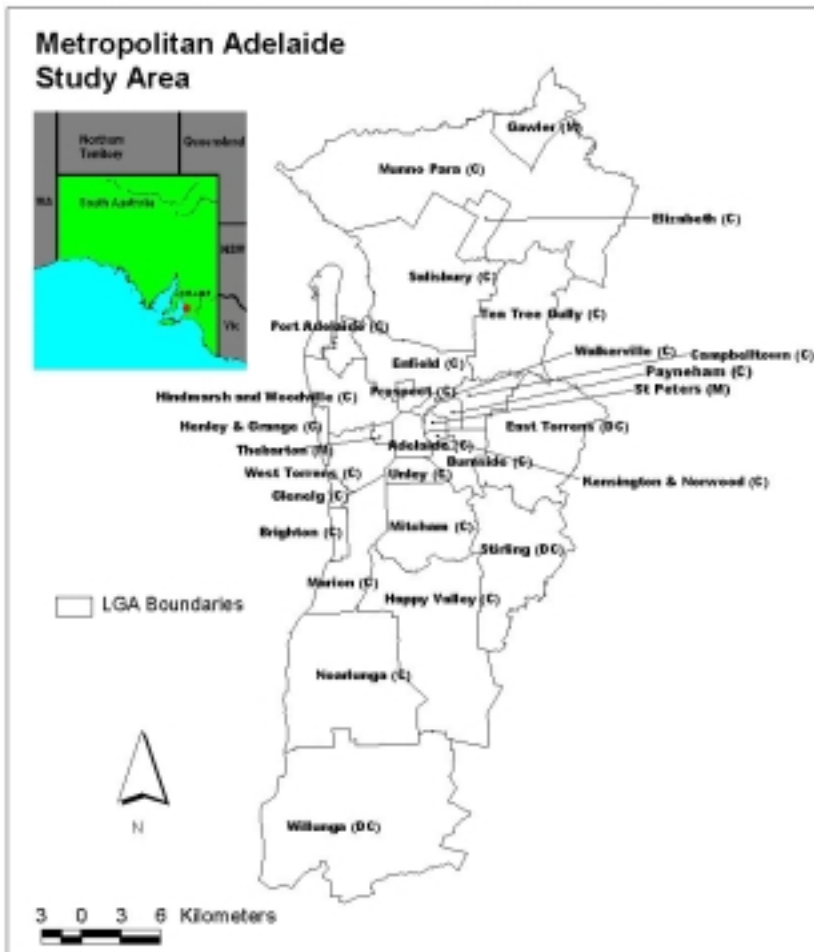 Metropolitan Adelaide
Study Area
Northern
Territory
Queensland
WA
South Australia
NSW
Vic
Gawler (M)
Munno Para (C)
Elizabeth (C)
Salisbury (C)
Tea Tree Gully (C)
Port Adelaide (C)
Enfield (C)
Walkerville (C)
Campbelltown (C)
Payneham (C)
Prospect (C)
St Peters (M)
Hindmarsh and Woodville (C)
Henley & Grange (C)
East Torrens (DC)
Thebarton (M)
Adelaide (C)
Burnside (C)
West Torrens (C)
Unley (C)
Kensington & Norwood (C)
Glenelg (C)
Brighton (C)
Mitcham (C)
Stirling (DC)
Marion (C)
Happy Valley (C)
LGA Boundaries
Noarlunga (C)
N
Willunga (DC)
3 0 3 6 Kilometers